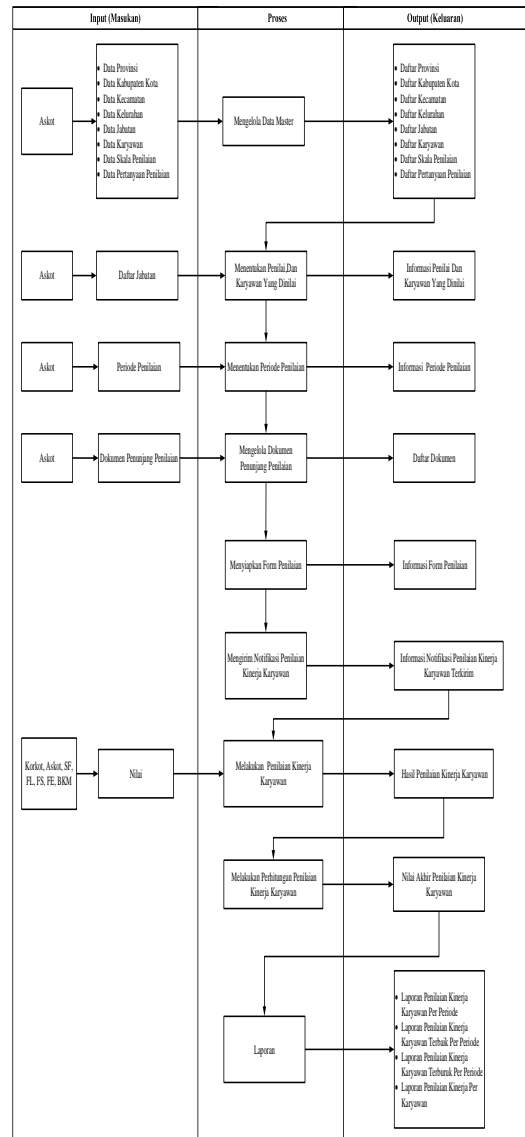 Input (Masukan)
Proses
Output (Keluaran)
Askot
• Data Provinsi
• Data Kabupaten Kota
• Data Kecamatan
• Data Kelurahan
• Data Jabatan
• Data Karyawan
• Data Skala Penilaian
• Data Pertanyaan Penilaian
Mengelola Data Master
• Daftar Provinsi
• Daftar Kabupaten Kota
• Daftar Kecamatan
• Daftar Kelurahan
• Daftar Jabatan
• Daftar Karyawan
• Daftar Skala Penilaian
• Daftar Pertanyaan Penilaian
Askot
Daftar Jabatan
Menentukan Penilai,Dan
Karyawan Yang Dinilai
Informasi Penilai Dan
Karyawan Yang Dinilai
Askot
Periode Penilaian
Menentukan Periode Penilaian
Informasi Periode Penilaian
Askot
Dokumen Penunjang Penilaian
Mengelola Dokumen
Penunjang Penilaian
Daftar Dokumen
Menyiapkan Form Penilaian
Informasi Form Penilaian
Mengirim Notifikasi Penilaian
Kinerja Karyawan
Informasi Notifikasi Penilaian Kinerja
Karyawan Terkirim
Korkot, Askot, SF,
FL, FS, FE, BKM
Nilai
Melakukan Penilaian Kinerja
Karyawan
Hasil Penilaian Kinerja Karyawan
Melakukan Perhitungan Penilaian
Kinerja Karyawan
Nilai Akhir Penilaian Kinerja
Karyawan
Laporan
• Laporan Penilaian Kinerja
Karyawan Per Periode
• Laporan Penilaian Kinerja
Karyawan Terbaik Per Periode
• Laporan Penilaian Kinerja
Karyawan Terburuk Per Periode
• Laporan Penilaian Kinerja Per
Karyawan